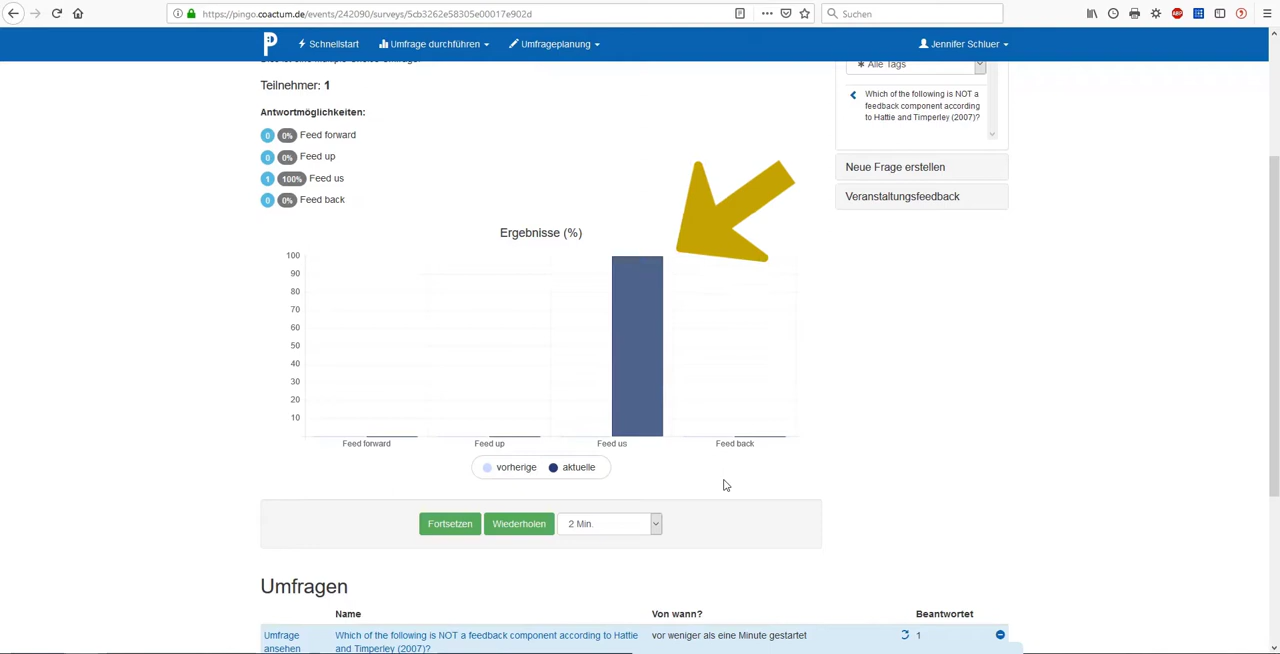 https://pingo.coactum.de/events/242090/surveys/5cb3262e58305e00017e902d
Suchen
Schnellstart
Umfrage durchführen
Umfrageplanung
Jennifer Schluer
Teilnehmer: 1
Antwortmöglichkeiten:
0 0% Feed forward
0 0% Feed up
1 100% Feed us
0 0% Feed back
Ergebnisse (%)
100
90
80
70
60
50
40
30
20
10
Feed forward
Feed up
Feed us
Feed back
vorherige
aktuelle
Fortsetzen
Wiederholen
2 Min.
Alle Tags
Which of the following is NOT a
feedback component according
to Hattie and Timperley (2007)?
Neue Frage erstellen
Veranstaltungsfeedback
Umfragen
Name
Von wann?
Beantwortet
Umfrage
ansehen
Which of the following is NOT a feedback component according to Hattie
and Timperley (2007)?
vor weniger als eine Minute gestartet
1